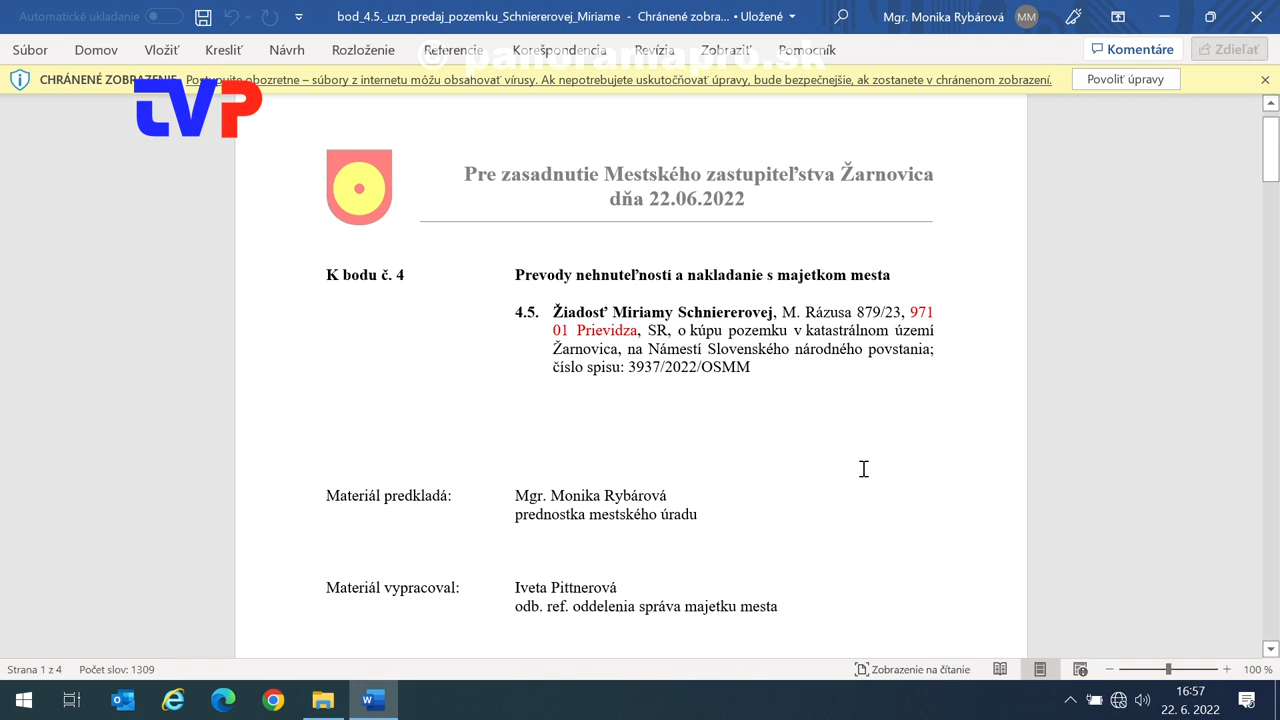 Automatické ukladanie
bod_4.5._uzn_predaj_pozemku_Schniererovej_Miriame - Chránené zobra... • Uložené
Mgr. Monika Rybárová
MM
Súbor Domov Vložiť Kresliť Návrh Rozloženie Referencie Korešpondencia Revízia Zobraziť Pomocník
Komentáre
Zdieľať
© panoramapro.sk
CHRÁNENÉ ZOBRAZENIE Postupujte obozretne – súbory z internetu môžu obsahovať vírusy. Ak nepotrebujete uskutočňovať úpravy, bude bezpečnejšie, ak zostanete v chránenom zobrazení.
Povoliť úpravy
tVP
Pre zasadnutie Mestského zastupiteľstva Žarnovica
dňa 22.06.2022
K bodu č. 4 Prevody nehnuteľností a nakladanie s majetkom mesta
4.5. Žiadosť Miriamy Schniererovej, M. Rázusa 879/23, 971
01 Prievidza, SR, o kúpu pozemku v katastrálnom území
Žarnovica, na Námestí Slovenského národného povstania;
číslo spisu: 3937/2022/OSMM
Materiál predkladá: Mgr. Monika Rybárová
prednostka mestského úradu
Materiál vypracoval: Iveta Pittnerová
odb. ref. oddelenia správa majetku mesta
Strana 1 z 4 Počet slov: 1309
Zobrazenie na čítanie
100 %
16:57
22. 6. 2022